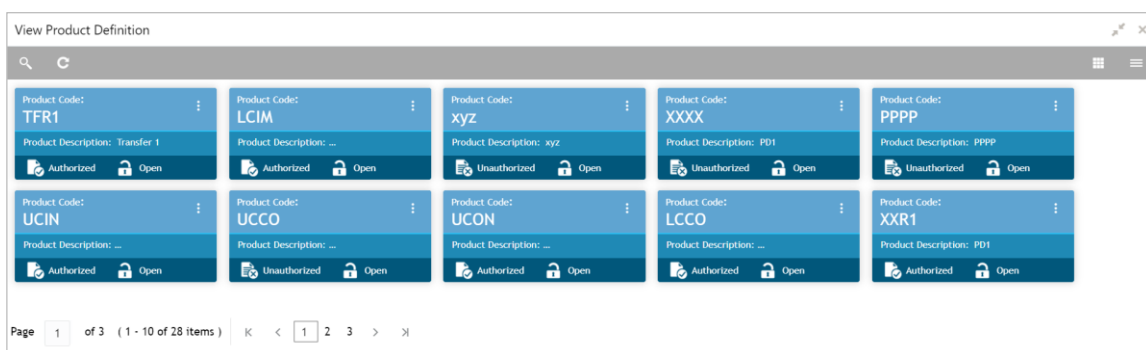 View Product Definition
Product Code: Product Code: Product Code: Product Code: Product Code:
TFR1 LCIM xyz XXXX PPPP
Product Description: Transfer 1 Product Description: ... Product Description: xyz Product Description: PD1 Product Description: PPPP
Authorized Open Authorized Open Unauthorized Open Unauthorized Open Unauthorized Open
Product Code: Product Code: Product Code: Product Code: Product Code:
UCIN UCCO UCON LCCO XXR1
Product Description: ... Product Description: ... Product Description: ... Product Description: ... Product Description: PD1
Authorized Open Unauthorized Open Authorized Open Authorized Open Authorized Open
Page 1 of 3 ( 1 - 10 of 28 items ) 1 2 3